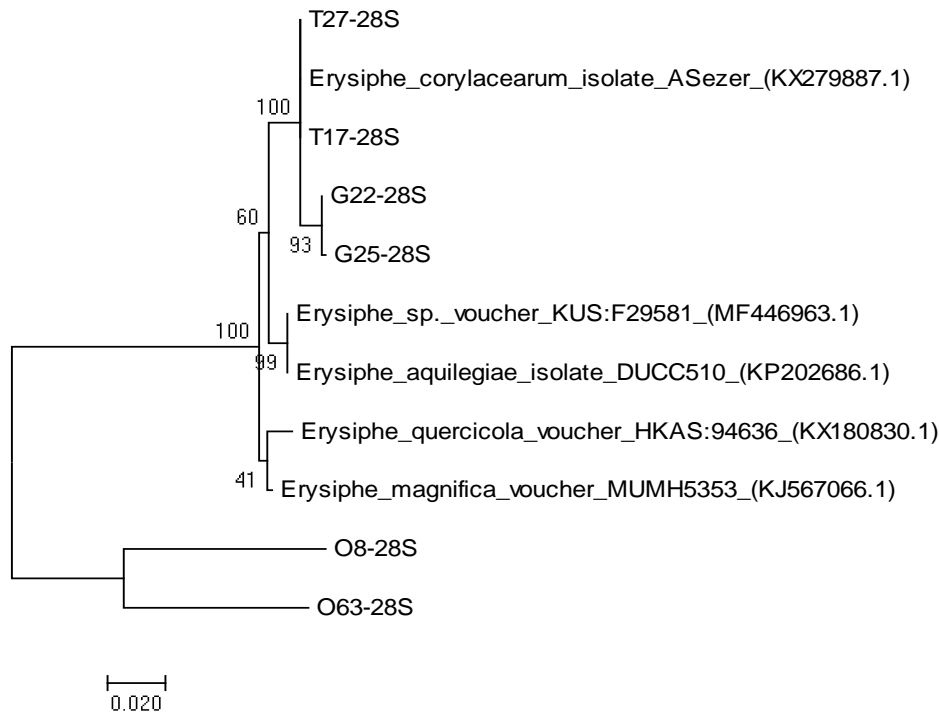 T27-28S
Erysiphe_corylacearum_isolate_ASezer_(KX279887.1)
100
T17-28S
G22-28S
60
93
G25-28S
Erysiphe_sp._voucher_KUS:F29581_(MF446963.1)
100
99
Erysiphe_aquilegiae_isolate_DUCC510_(KP202686.1)
Erysiphe_quercicola_voucher_HKAS:94636_(KX180830.1)
41
Erysiphe_magnifica_voucher_MUMH5353_(KJ567066.1)
O8-28S
O63-28S
0.020